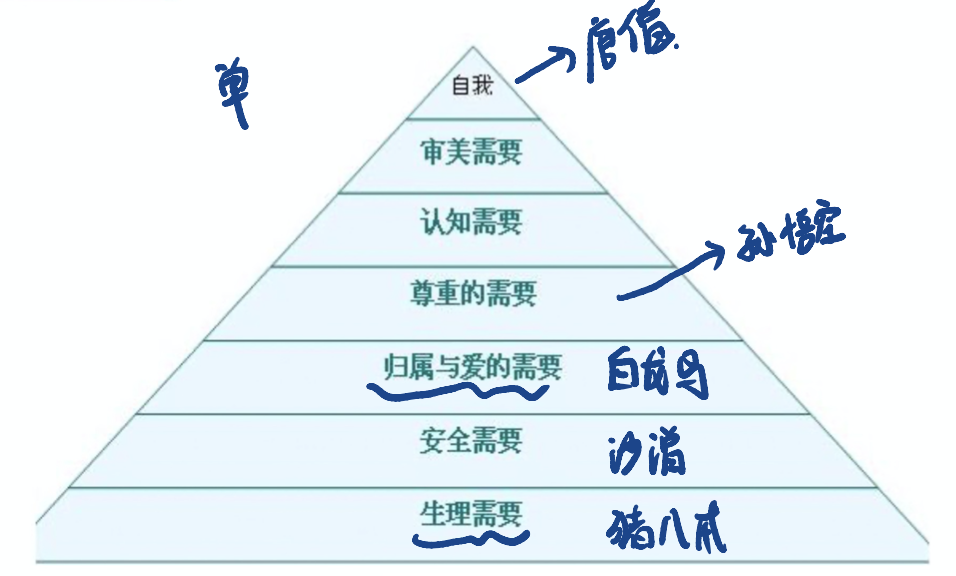 唐僧
单
自我
审美需要
认知需要
孙悟空
尊重的需要
归属与爱的需要 白龙马
安全需要 沙僧
生理需要 猪八戒